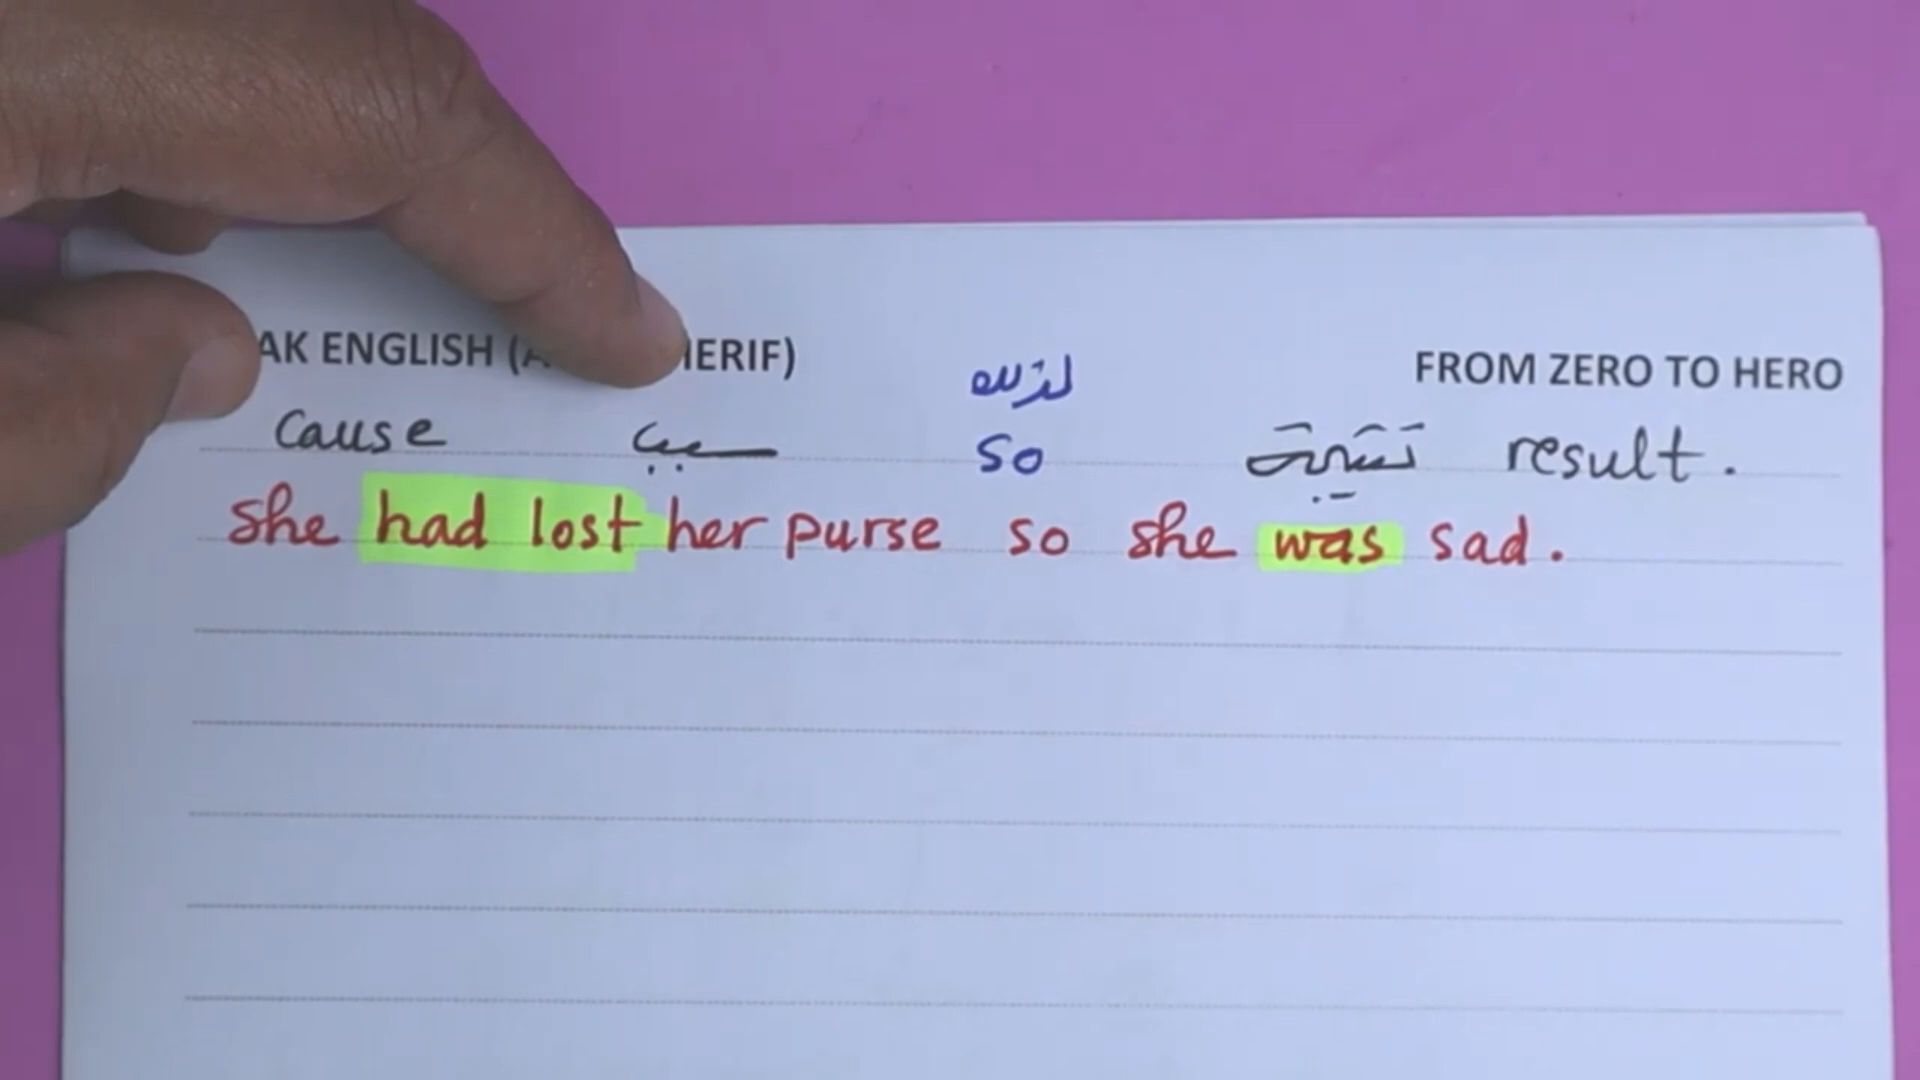 AK ENGLISH (A HERIF) FROM ZERO TO HERO
لذلك
Cause سبب so نتيجة result.
She had lost her purse so she was sad.